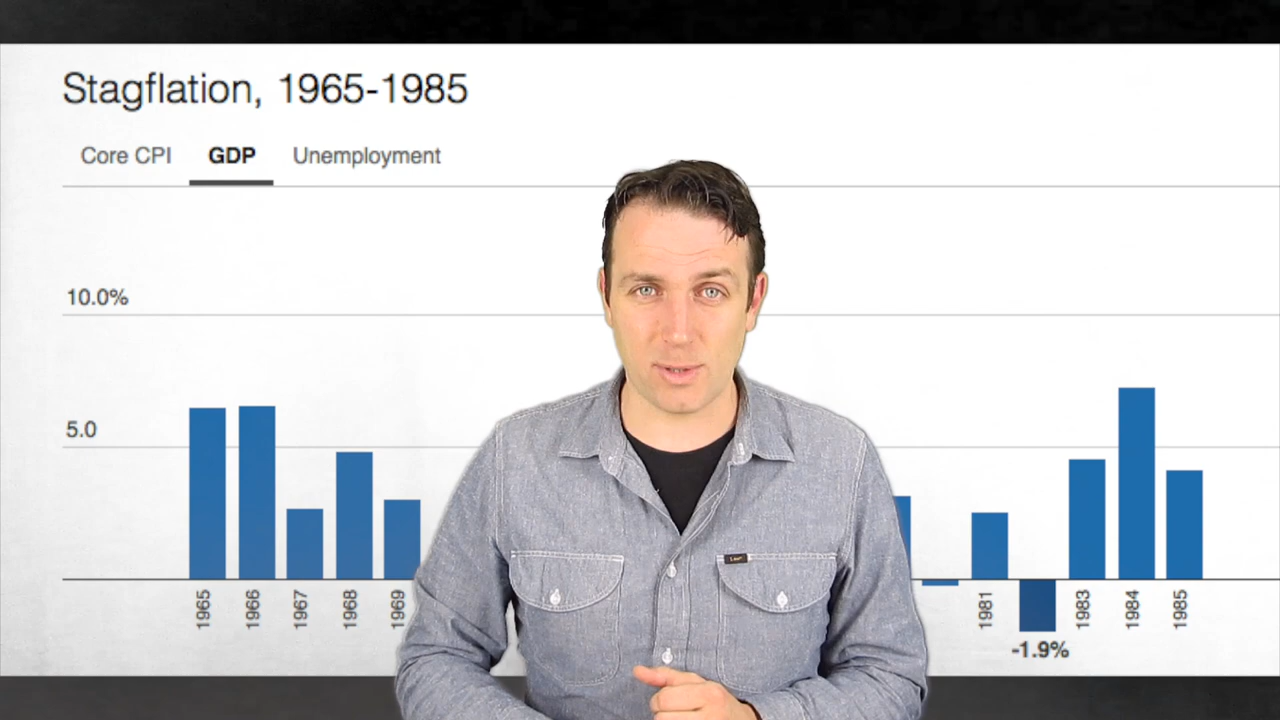 Stagflation, 1965-1985
Core CPI GDP Unemployment
10.0%
5.0
1965 1966 1967 1968 1969 1981 1983 1984 1985
-1.9%